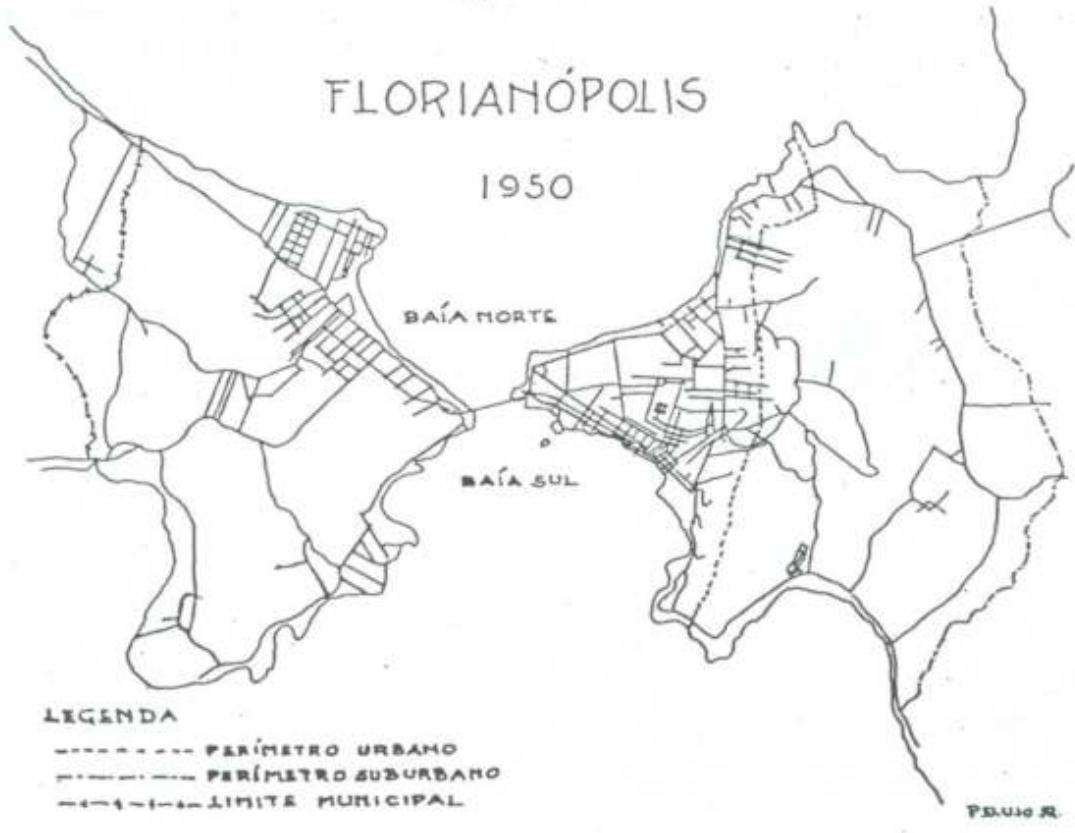 FLORIANÓPOLIS
1950
BAÍA NORTE
BAÍA SUL
LEGENDA
PERÍMETRO URBANO
PERÍMETRO SUBURBANO
LIMITE MUNICIPAL